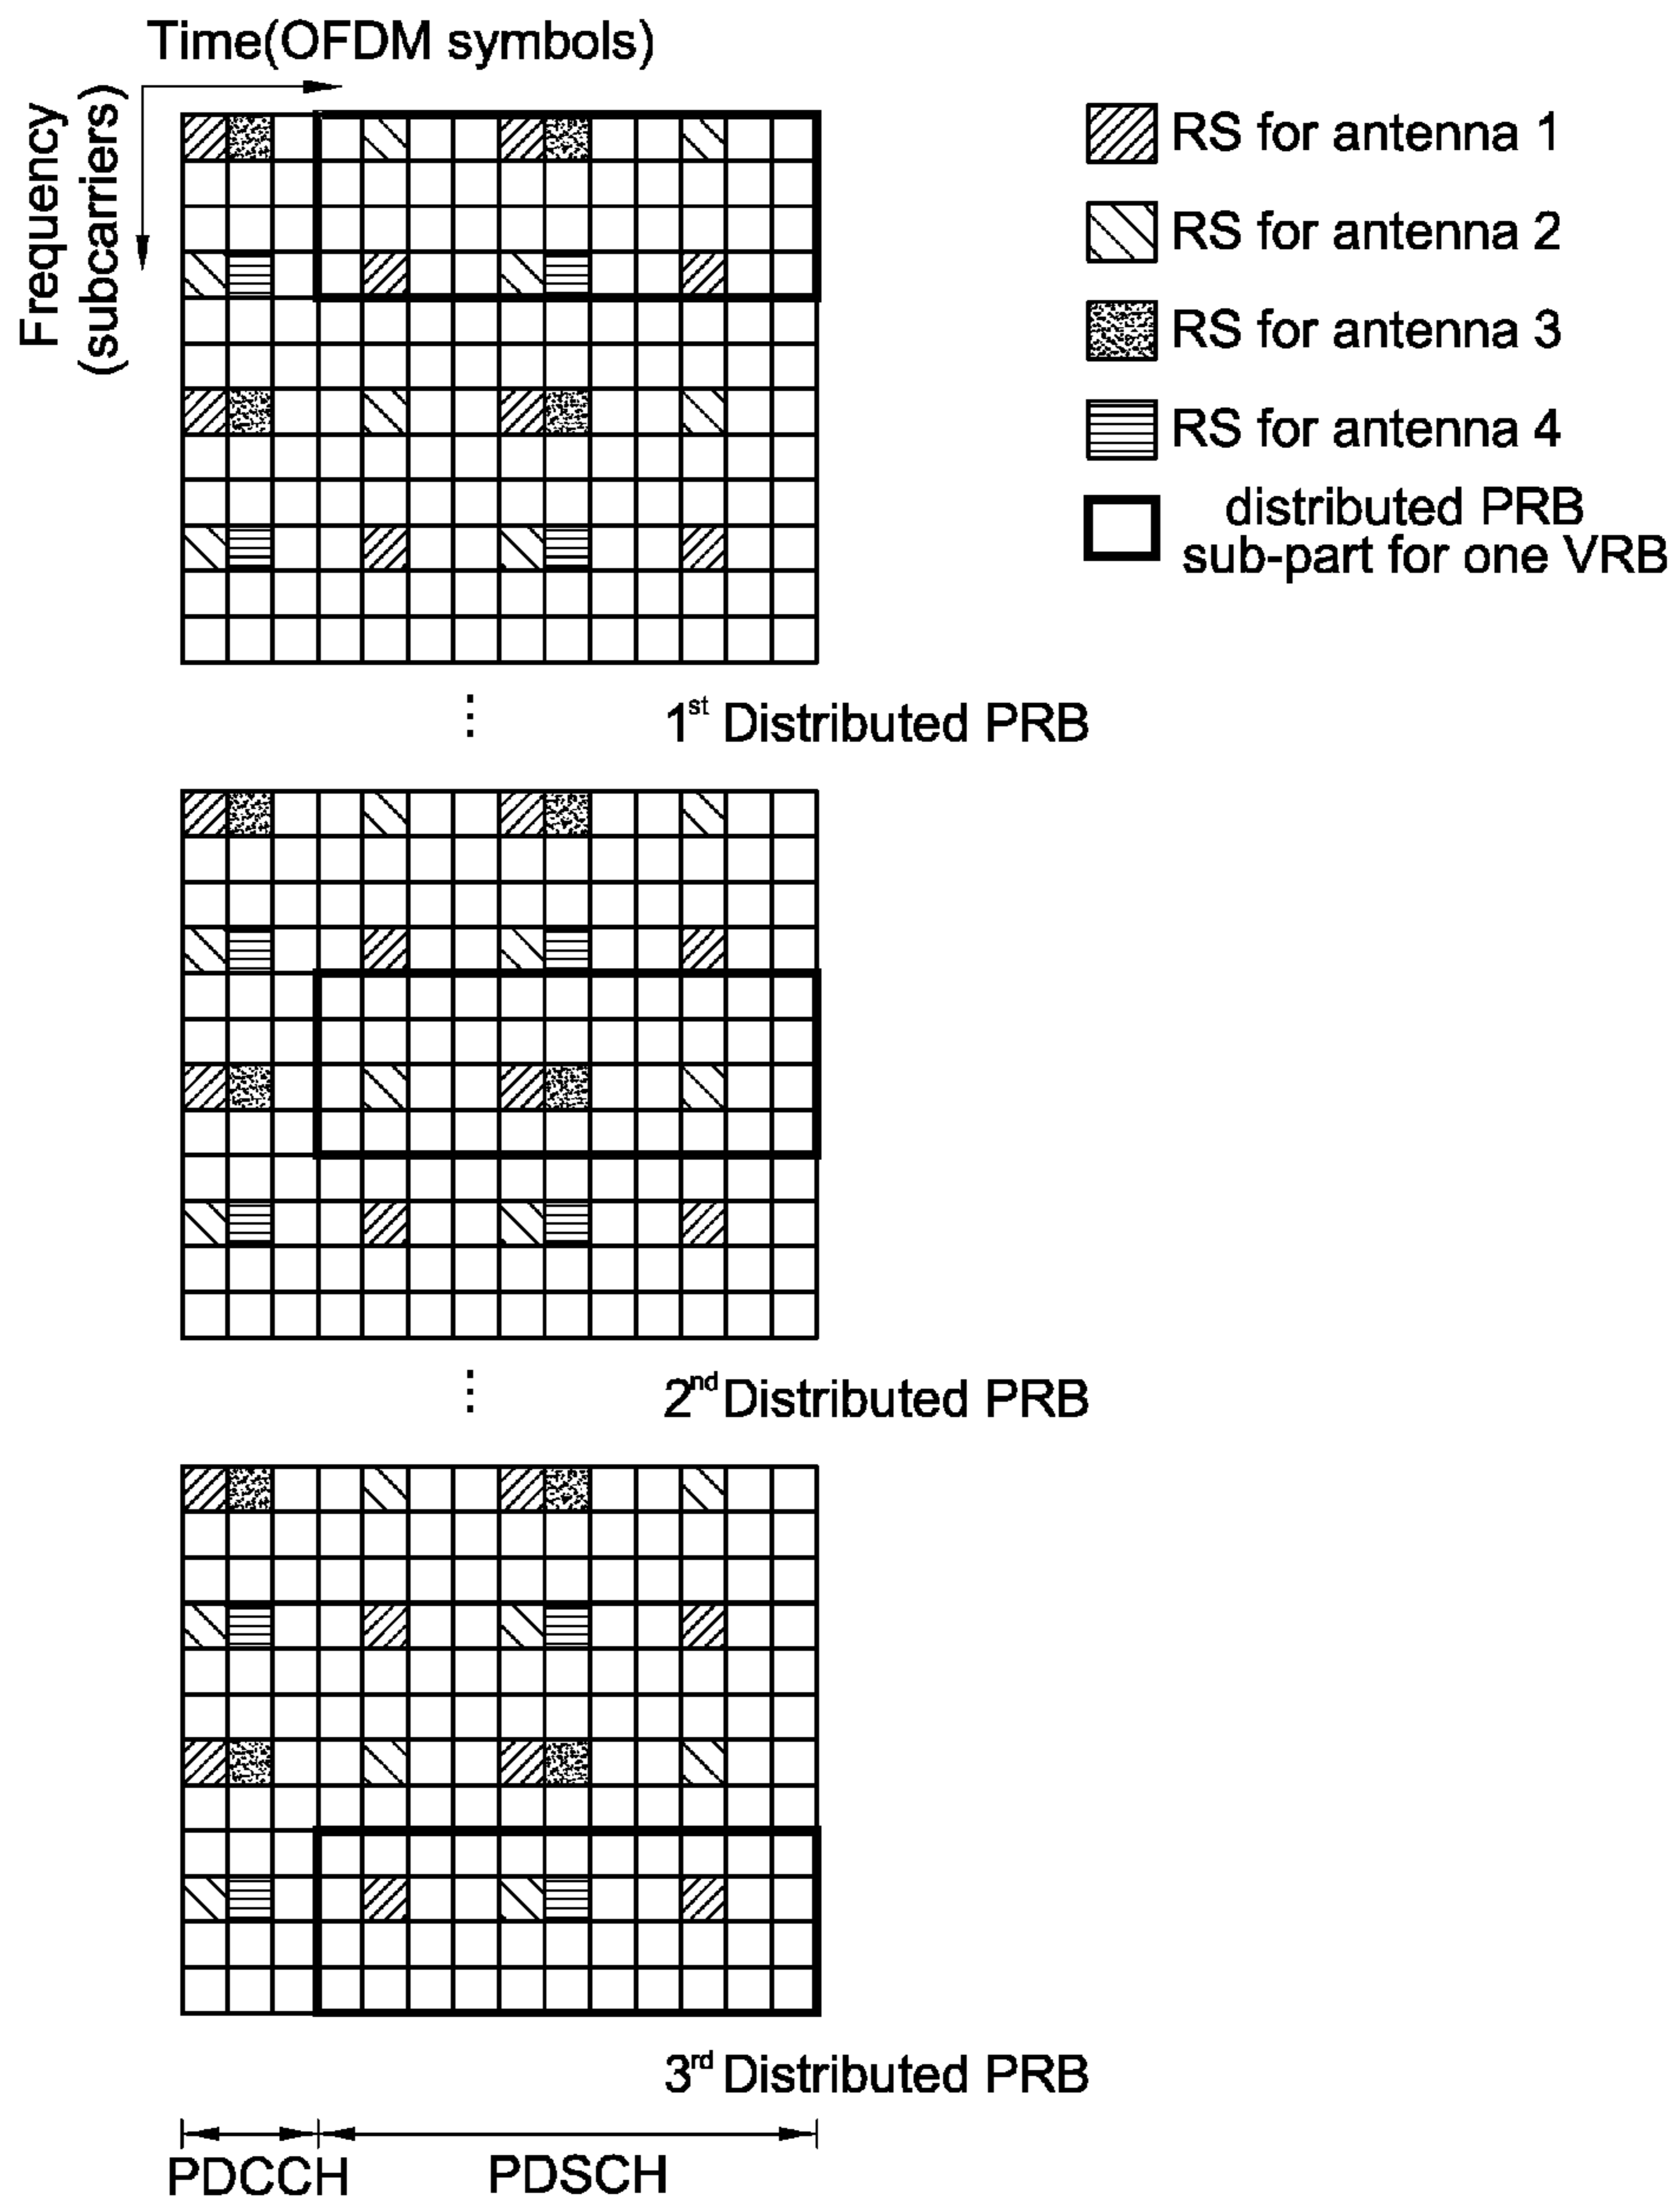 Time(OFDM symbols)
Frequency
(subcarriers)
RS for antenna 1
RS for antenna 2
RS for antenna 3
RS for antenna 4
distributed PRB
sub-part for one VRB
1st Distributed PRB
2nd Distributed PRB
3rd Distributed PRB
PDCCH
PDSCH